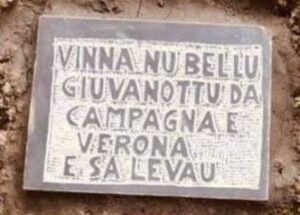 VINNA NU BELLU
GIUVANOTTU DA
CAMPAGNA E
VERONA
E SA LEVAU